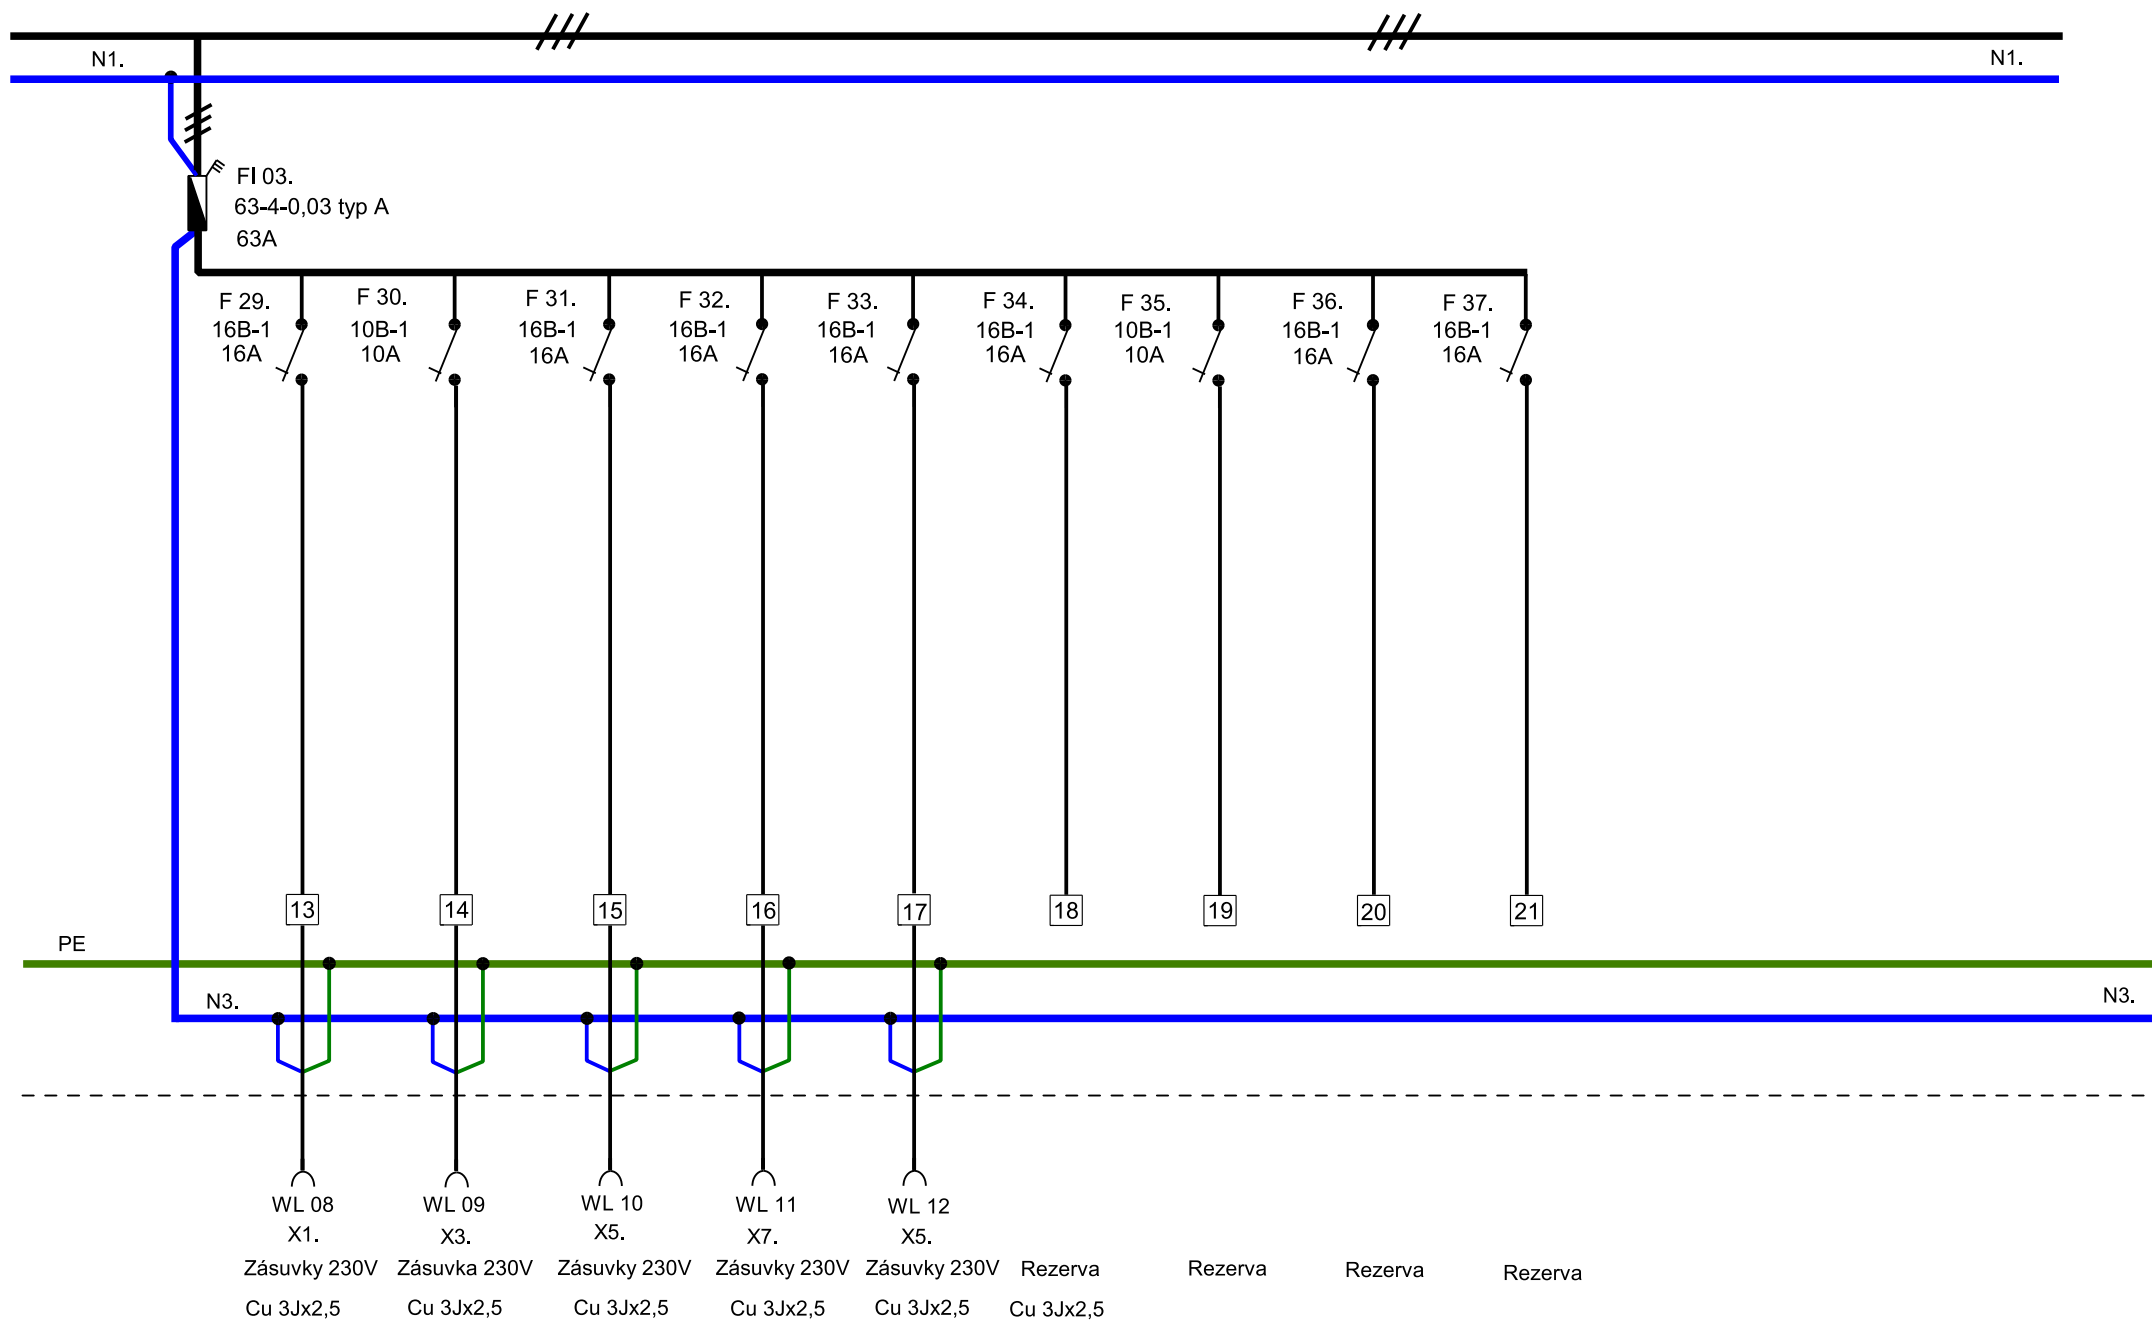 N1.
N1.
FI 03.
63-4-0,03 typ A
63A
F 29.
16B-1
16A
F 30.
10B-1
10A
F 31.
16B-1
16A
F 32.
16B-1
16A
F 33.
16B-1
16A
F 34.
16B-1
16A
F 35.
10B-1
10A
F 36.
16B-1
16A
F 37.
16B-1
16A
13
14
15
16
17
18
19
20
21
PE
N3.
N3.
WL 08
X1.
Zásuvky 230V
Cu 3Jx2,5
WL 09
X3.
Zásuvka 230V
Cu 3Jx2,5
WL 10
X5.
Zásuvky 230V
Cu 3Jx2,5
WL 11
X7.
Zásuvky 230V
Cu 3Jx2,5
WL 12
X5.
Zásuvky 230V
Cu 3Jx2,5
Rezerva
Cu 3Jx2,5
Rezerva
Rezerva
Rezerva